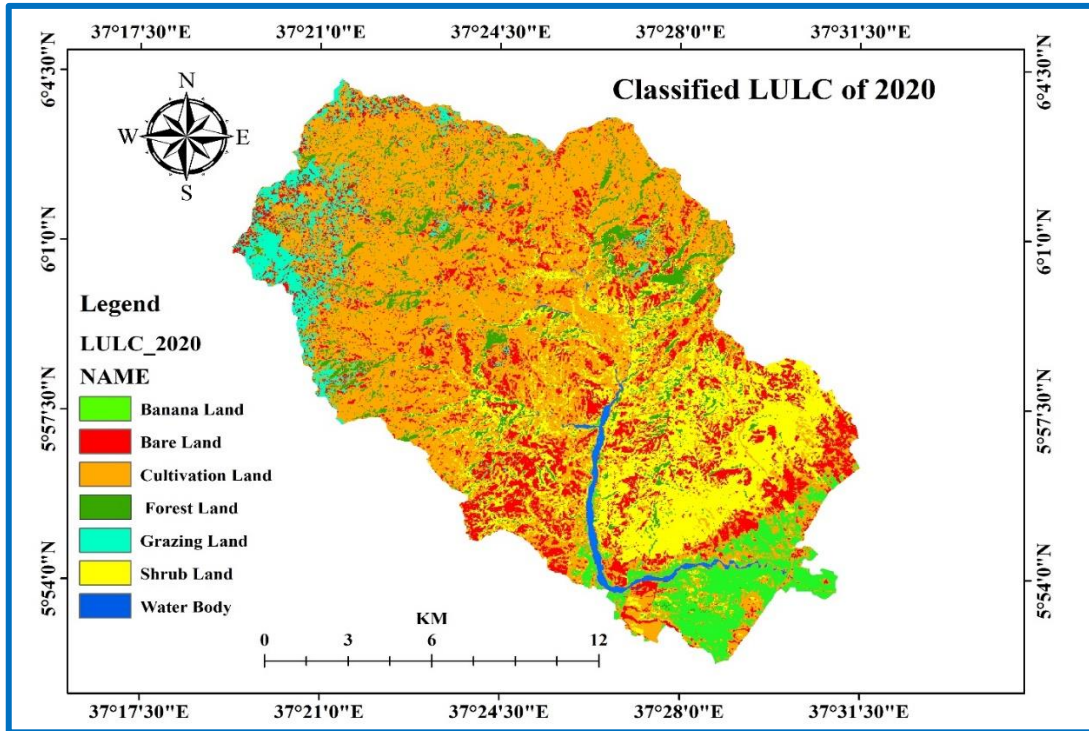 37°17'30"E 37°21'0"E 37°24'30"E 37°28'0"E 37°31'30"E
6°4'30"N 6°4'30"N
Classified LULC of 2020
N
W E
S
6°1'0"N 6°1'0"N
Legend
LULC_2020
NAME
Banana Land
Bare Land
Cultivation Land
Forest Land
Grazing Land
Shrub Land
Water Body
5°57'30"N 5°57'30"N
5°54'0"N 5°54'0"N
KM
0 3 6 12
37°17'30"E 37°21'0"E 37°24'30"E 37°28'0"E 37°31'30"E